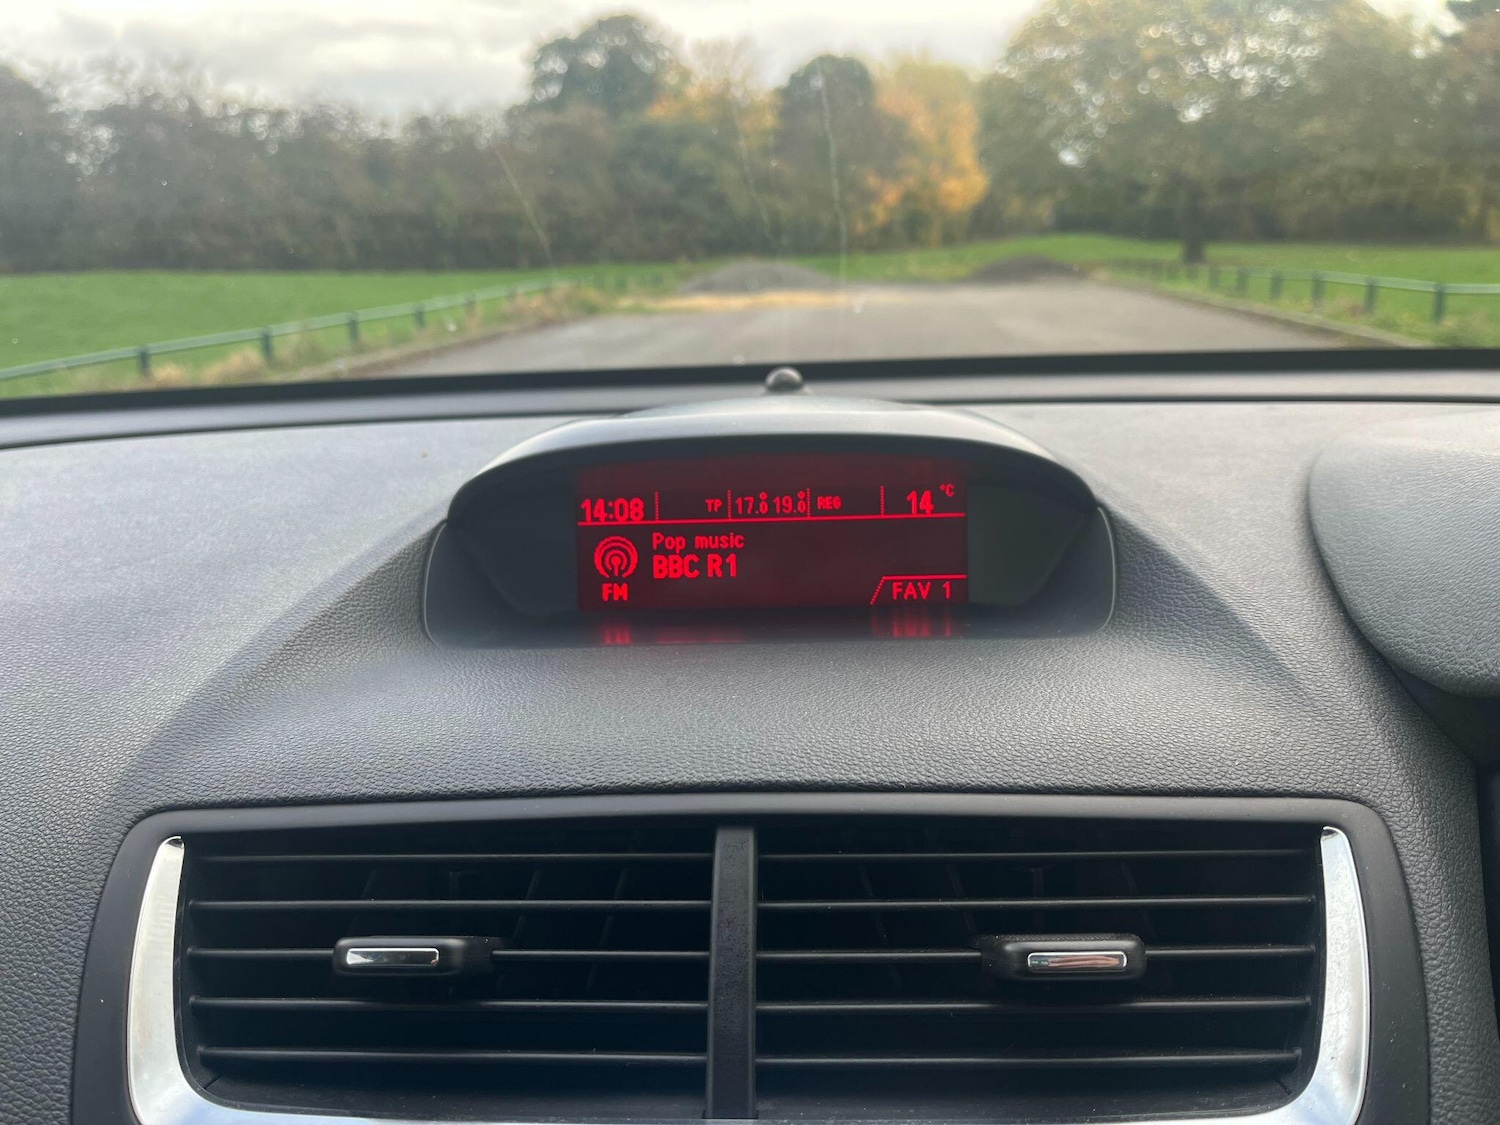 14:08 TP 17.0° 19.0° REG 14 °C
Pop music
BBC R1
FM FAV 1